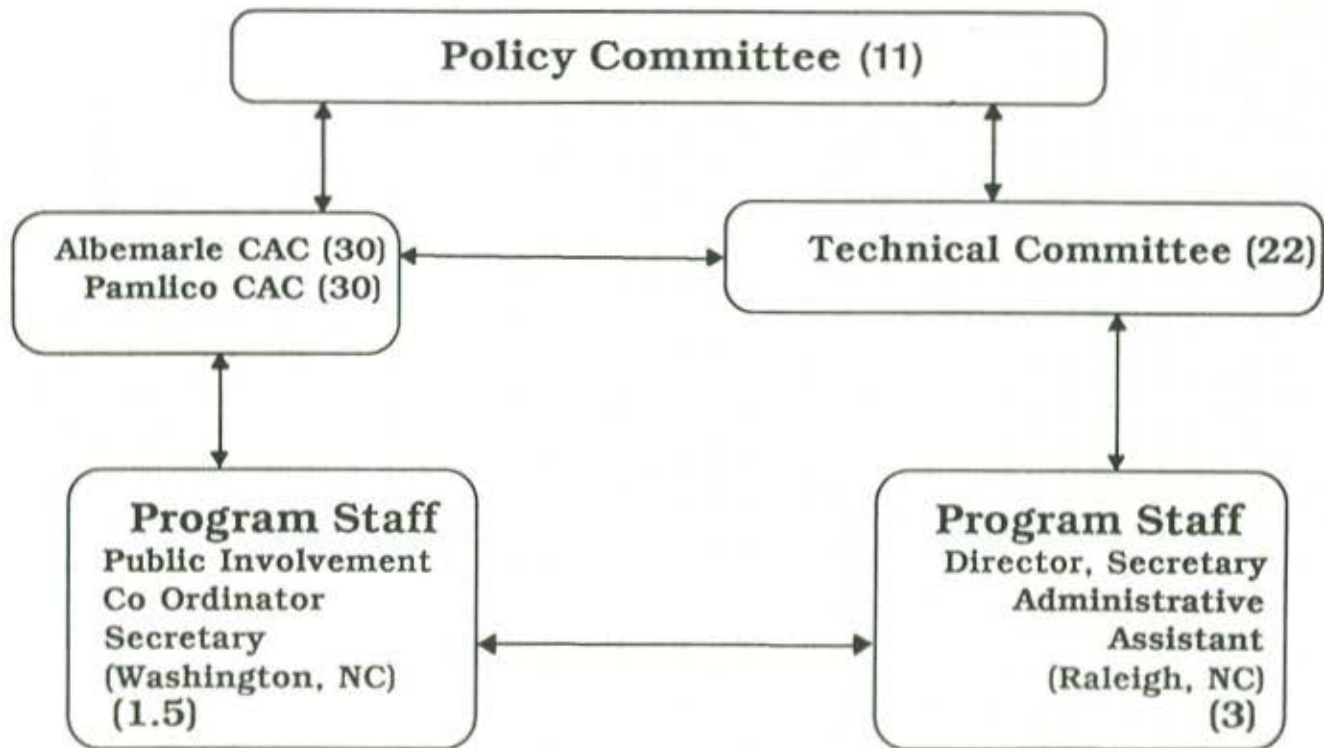 Policy Committee (11)
Albemarle CAC (30)
Pamlico CAC (30)
Technical Committee (22)
Program Staff
Public Involvement
Co Ordinator
Secretary
(Washington, NC)
(1.5)
Program Staff
Director, Secretary
Administrative
Assistant
(Raleigh, NC)
(3)